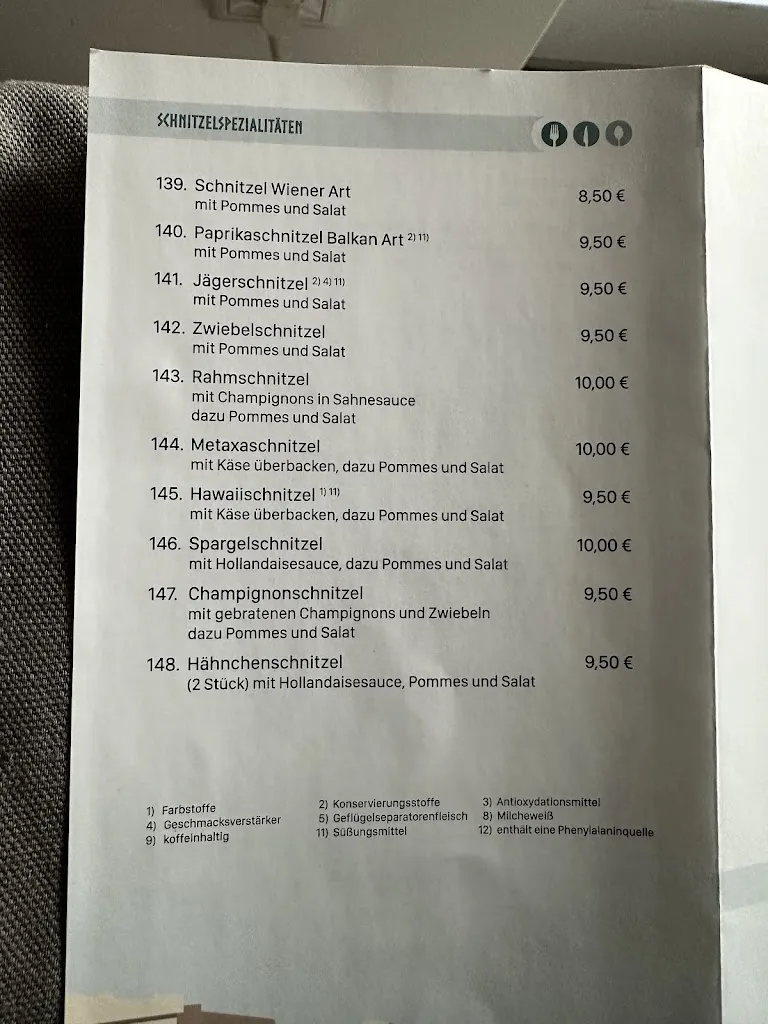 SCHNITZELSPEZIALITÄTEN
139. Schnitzel Wiener Art 8,50 €
mit Pommes und Salat
140. Paprikaschnitzel Balkan Art 2) 11) 9,50 €
mit Pommes und Salat
141. Jägerschnitzel 2) 4) 11) 9,50 €
mit Pommes und Salat
142. Zwiebelschnitzel 9,50 €
mit Pommes und Salat
143. Rahmschnitzel 10,00 €
mit Champignons in Sahnesauce
dazu Pommes und Salat
144. Metaxaschnitzel 10,00 €
mit Käse überbacken, dazu Pommes und Salat
145. Hawaiischnitzel 1) 11) 9,50 €
mit Käse überbacken, dazu Pommes und Salat
146. Spargelschnitzel 10,00 €
mit Hollandaisesauce, dazu Pommes und Salat
147. Champignonschnitzel 9,50 €
mit gebratenen Champignons und Zwiebeln
dazu Pommes und Salat
148. Hähnchenschnitzel 9,50 €
(2 Stück) mit Hollandaisesauce, Pommes und Salat
1) Farbstoffe 2) Konservierungsstoffe 3) Antioxydationsmittel
4) Geschmacksverstärker 5) Geflügelseparatorenfleisch 8) Milcheweiß
9) koffeinhaltig 11) Süßungsmittel 12) enthält eine Phenylalaninquelle